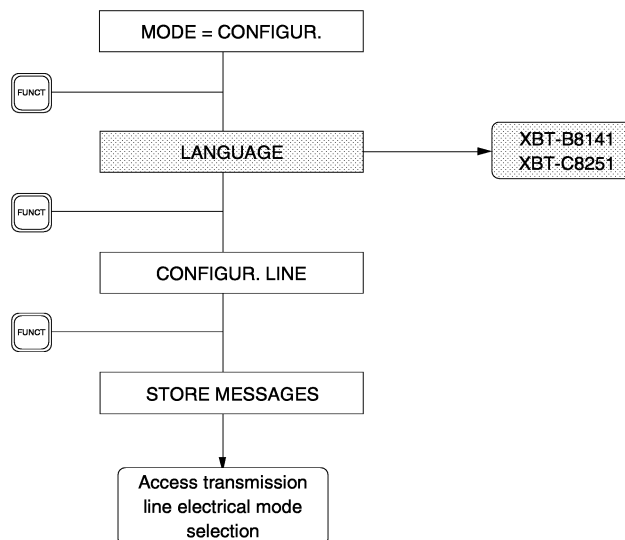 MODE = CONFIGUR.
FUNCT
LANGUAGE
XBT-B8141
XBT-C8251
FUNCT
CONFIGUR. LINE
FUNCT
STORE MESSAGES
Access transmission
line electrical mode
selection